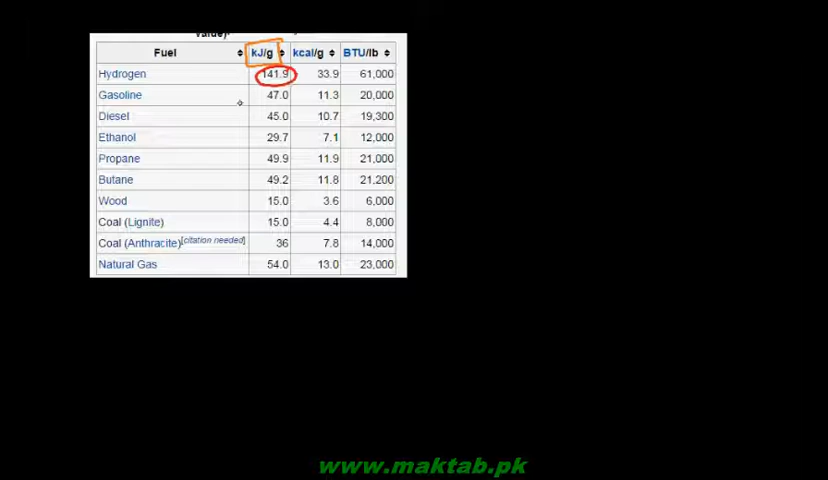 value)
Fuel kJ/g kcal/g BTU/lb
Hydrogen 141.9 33.9 61,000
Gasoline 47.0 11.3 20,000
Diesel 45.0 10.7 19,300
Ethanol 29.7 7.1 12,000
Propane 49.9 11.9 21,000
Butane 49.2 11.8 21,200
Wood 15.0 3.6 6,000
Coal (Lignite) 15.0 4.4 8,000
Coal (Anthracite)[citation needed] 36 7.8 14,000
Natural Gas 54.0 13.0 23,000
www.maktab.pk